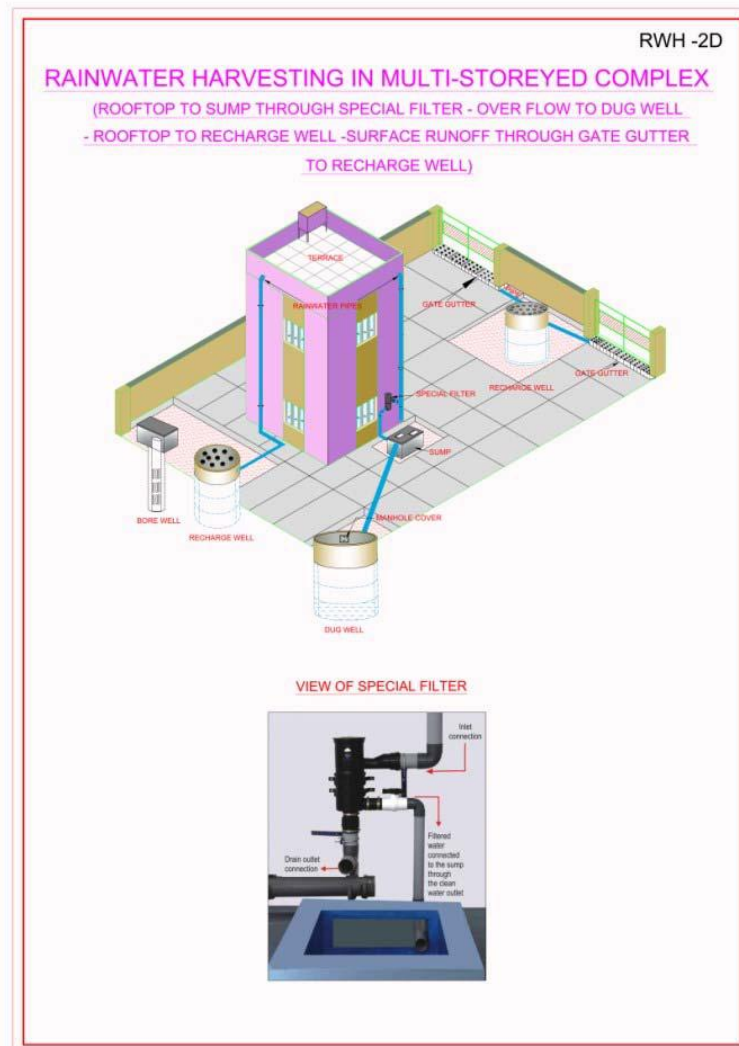 RWH -2D
RAINWATER HARVESTING IN MULTI-STOREYED COMPLEX
(ROOFTOP TO SUMP THROUGH SPECIAL FILTER - OVER FLOW TO DUG WELL
- ROOFTOP TO RECHARGE WELL -SURFACE RUNOFF THROUGH GATE GUTTER
TO RECHARGE WELL)
TERRACE
RAINWATER PIPES
GATE GUTTER
RECHARGE WELL
GATE GUTTER
SPECIAL FILTER
SUMP
BORE WELL
RECHARGE WELL
MANHOLE COVER
DUG WELL
VIEW OF SPECIAL FILTER
Inlet
connection
Drain outlet
connection
Filtered
water
connected
to the sump
through
the clean
water outlet